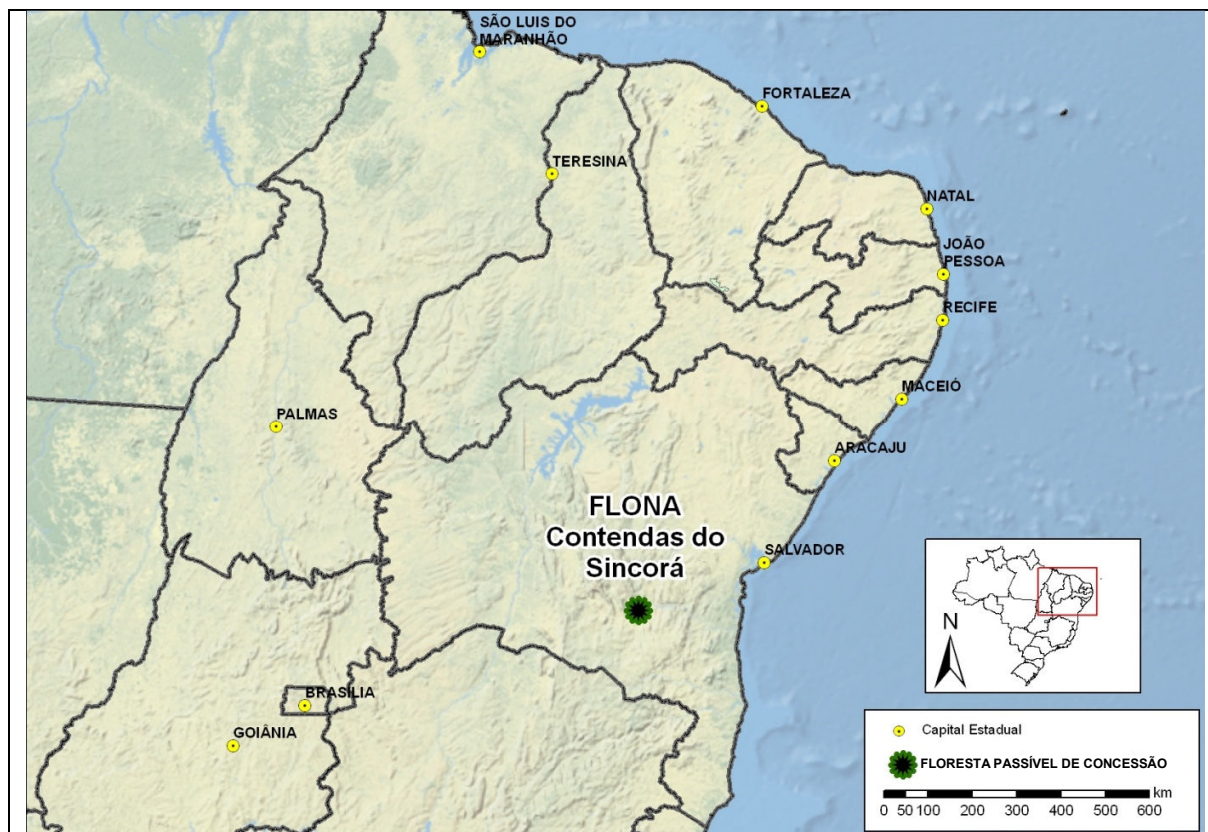 SÃO LUIS DO
MARANHÃO
FORTALEZA
TERESINA
NATAL
JOÃO
PESSOA
RECIFE
MACEIÓ
PALMAS
ARACAJU
FLONA
Contendas do
Sincorá
SALVADOR
N
BRASÍLIA
GOIÂNIA
Capital Estadual
FLORESTA PASSÍVEL DE CONCESSÃO
km
0 50 100 200 300 400 500 600